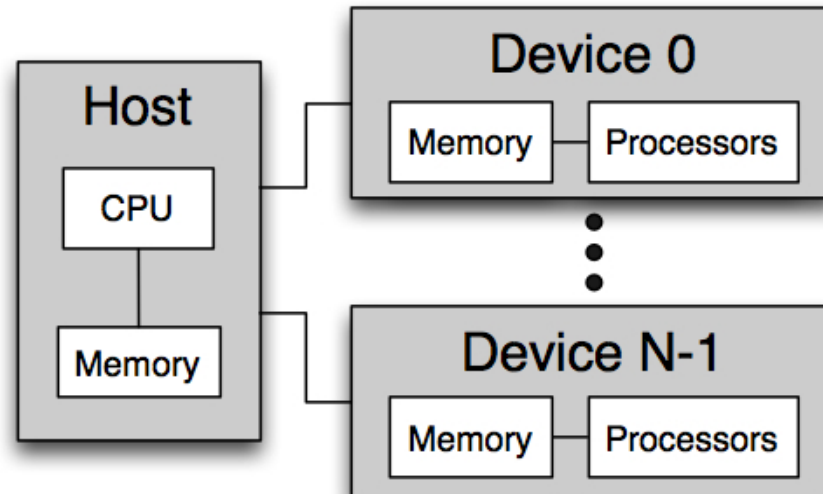 Host
CPU
Memory
Device 0
Memory
Processors
Device N-1
Memory
Processors